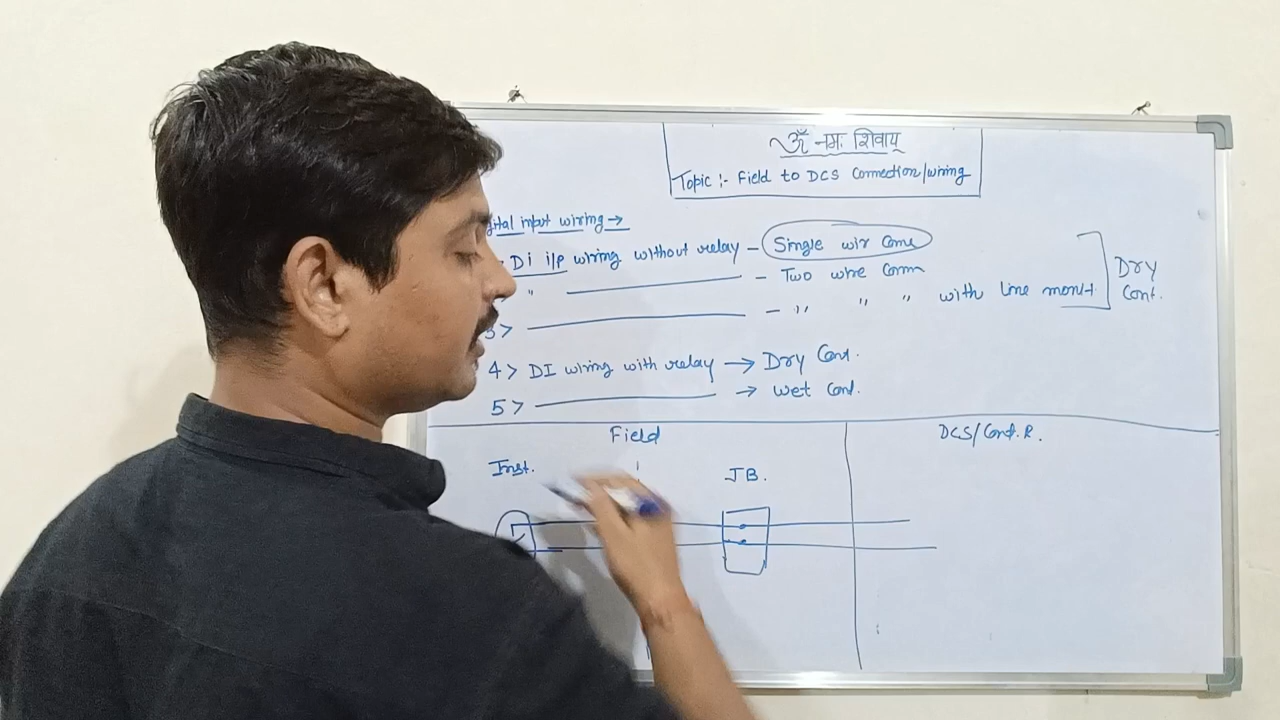 ॐ नमः शिवाय
Topic :- Field to DCS Connection/wiring
gital input wiring →
Di i/p wiring without relay - Single wir Conn
" ——— - Two wire Conn
3> ——— - " " " with line monit.
Dry
Cont.
4> DI wiring with relay → Dry Cont.
5> ——— → Wet Cont.
Field
DCS/Cont.R.
Inst.
JB.